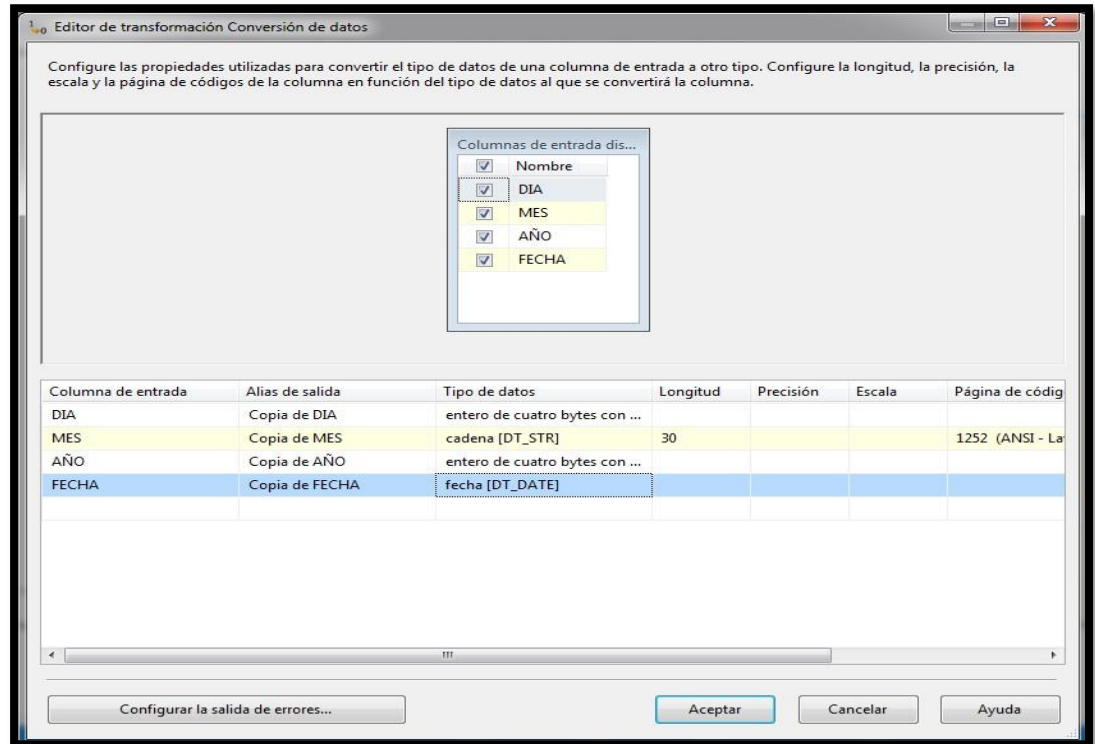 Editor de transformación Conversión de datos
Configure las propiedades utilizadas para convertir el tipo de datos de una columna de entrada a otro tipo. Configure la longitud, la precisión, la
escala y la página de códigos de la columna en función del tipo de datos al que se convertirá la columna.
Columnas de entrada dis...
Nombre
DIA
MES
AÑO
FECHA
Columna de entrada Alias de salida Tipo de datos Longitud Precisión Escala Página de códig
DIA Copia de DIA entero de cuatro bytes con ...
MES Copia de MES cadena [DT_STR] 30 1252 (ANSI - La
AÑO Copia de AÑO entero de cuatro bytes con ...
FECHA Copia de FECHA fecha [DT_DATE]
Configurar la salida de errores... Aceptar Cancelar Ayuda